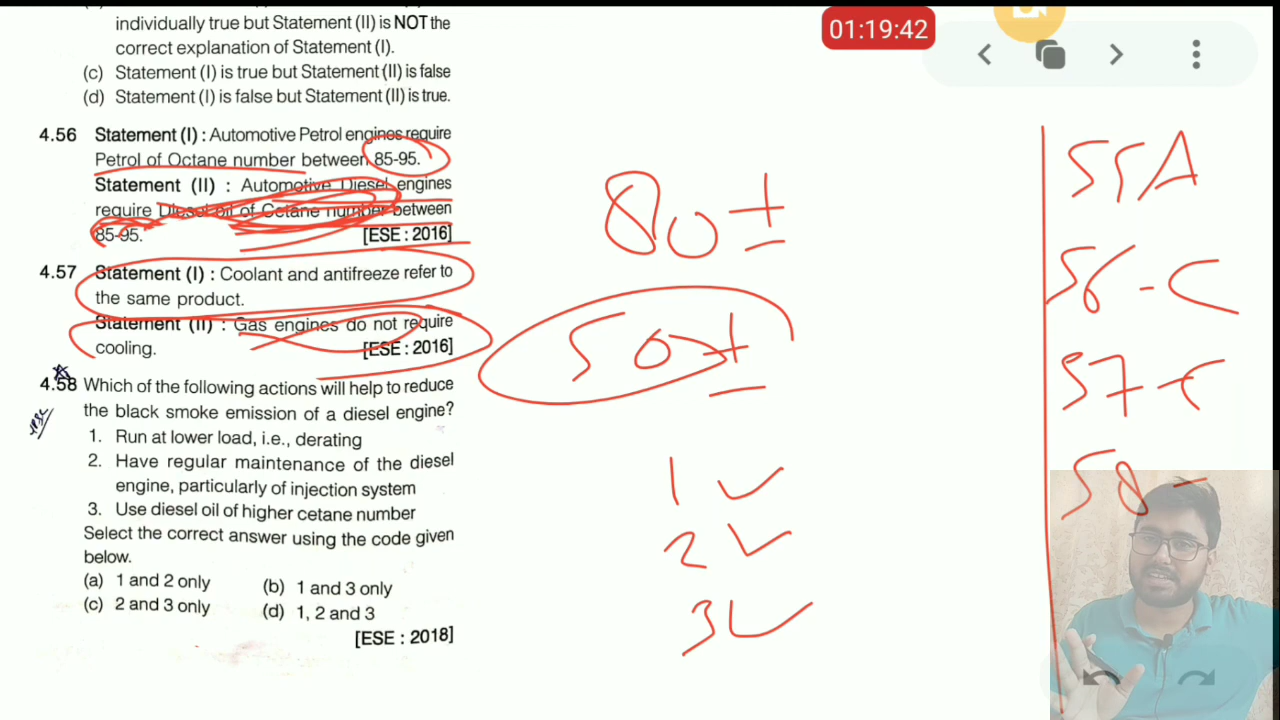 individually true but Statement (II) is NOT the
correct explanation of Statement (I).
(c) Statement (I) is true but Statement (II) is false
(d) Statement (I) is false but Statement (II) is true.
4.56 Statement (I) : Automotive Petrol engines require
Petrol of Octane number between 85-95.
Statement (II) : Automotive Diesel engines
require Diesel oil of Cetane number between
85-95. [ESE : 2016]
4.57 Statement (I) : Coolant and antifreeze refer to
the same product.
Statement (II) : Gas engines do not require
cooling. [ESE : 2016]
4.58 Which of the following actions will help to reduce
the black smoke emission of a diesel engine?
1. Run at lower load, i.e., derating
2. Have regular maintenance of the diesel
engine, particularly of injection system
3. Use diesel oil of higher cetane number
Select the correct answer using the code given
below.
(a) 1 and 2 only (b) 1 and 3 only
(c) 2 and 3 only (d) 1, 2 and 3
[ESE : 2018]
80±
50±
1 ✓
2 ✓
3 ✓
01:19:42
55A
56-C
57-C
58-